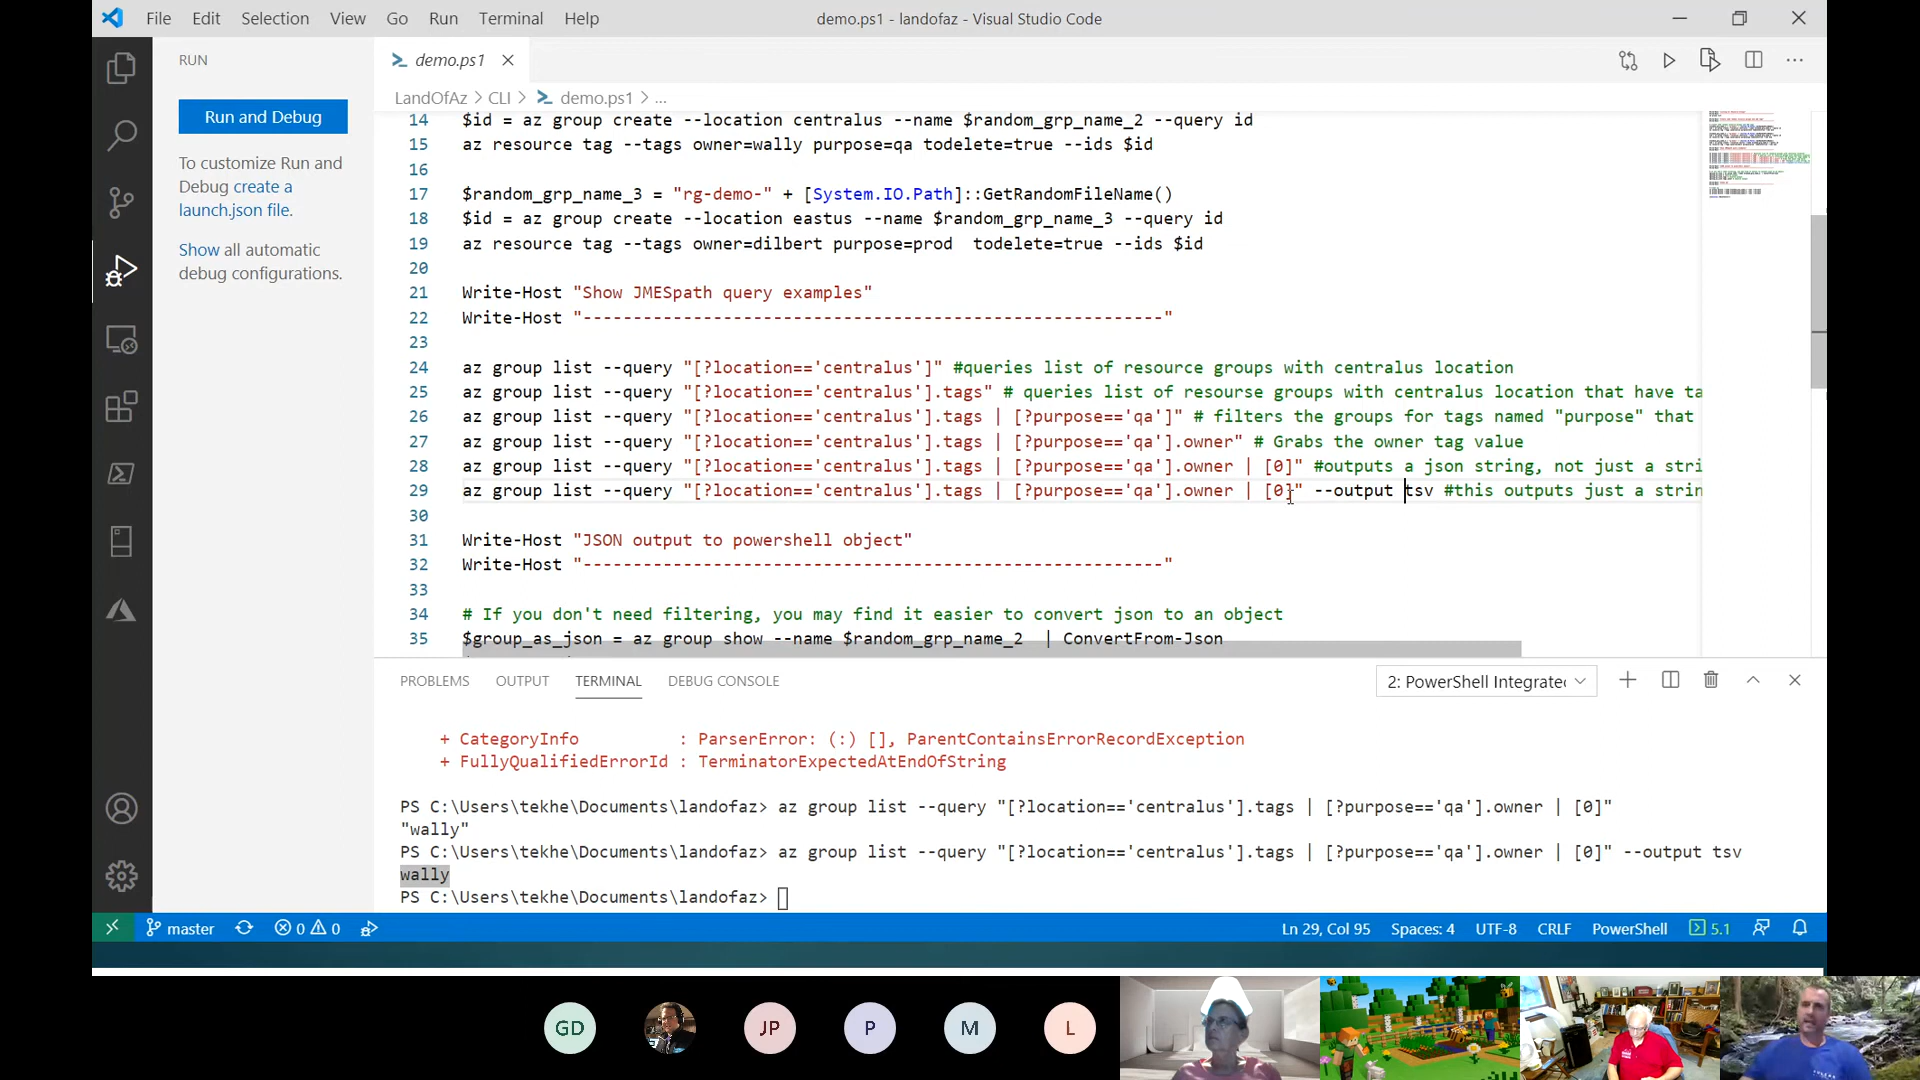 File Edit Selection View Go Run Terminal Help
demo.ps1 - landofaz - Visual Studio Code
RUN
demo.ps1
Run and Debug
To customize Run and
Debug create a
launch.json file.
Show all automatic
debug configurations.
LandOfAz > CLI > demo.ps1 > ...
14 $id = az group create --location centralus --name $random_grp_name_2 --query id
15 az resource tag --tags owner=wally purpose=qa todelete=true --ids $id
16
17 $random_grp_name_3 = "rg-demo-" + [System.IO.Path]::GetRandomFileName()
18 $id = az group create --location eastus --name $random_grp_name_3 --query id
19 az resource tag --tags owner=dilbert purpose=prod  todelete=true --ids $id
20
21 Write-Host "Show JMESpath query examples"
22 Write-Host "----------------------------------------------------------"
23
24 az group list --query "[?location=='centralus']" #queries list of resource groups with centralus location
25 az group list --query "[?location=='centralus'].tags" # queries list of resourse groups with centralus location that have ta
26 az group list --query "[?location=='centralus'].tags | [?purpose=='qa']" # filters the groups for tags named "purpose" that
27 az group list --query "[?location=='centralus'].tags | [?purpose=='qa'].owner" # Grabs the owner tag value
28 az group list --query "[?location=='centralus'].tags | [?purpose=='qa'].owner | [0]" #outputs a json string, not just a stri
29 az group list --query "[?location=='centralus'].tags | [?purpose=='qa'].owner | [0]" --output tsv #this outputs just a strin
30
31 Write-Host "JSON output to powershell object"
32 Write-Host "----------------------------------------------------------"
33
34 # If you don't need filtering, you may find it easier to convert json to an object
35 $group_as_json = az group show --name $random_grp_name_2  | ConvertFrom-Json
PROBLEMS OUTPUT TERMINAL DEBUG CONSOLE
2: PowerShell Integrated
+ CategoryInfo          : ParserError: (:) [], ParentContainsErrorRecordException
+ FullyQualifiedErrorId : TerminatorExpectedAtEndOfString
PS C:\Users\tekhe\Documents\landofaz> az group list --query "[?location=='centralus'].tags | [?purpose=='qa'].owner | [0]"
"wally"
PS C:\Users\tekhe\Documents\landofaz> az group list --query "[?location=='centralus'].tags | [?purpose=='qa'].owner | [0]" --output tsv
wally
PS C:\Users\tekhe\Documents\landofaz>
master
0 0
Ln 29, Col 95 Spaces: 4 UTF-8 CRLF PowerShell 5.1
GD JP P M L